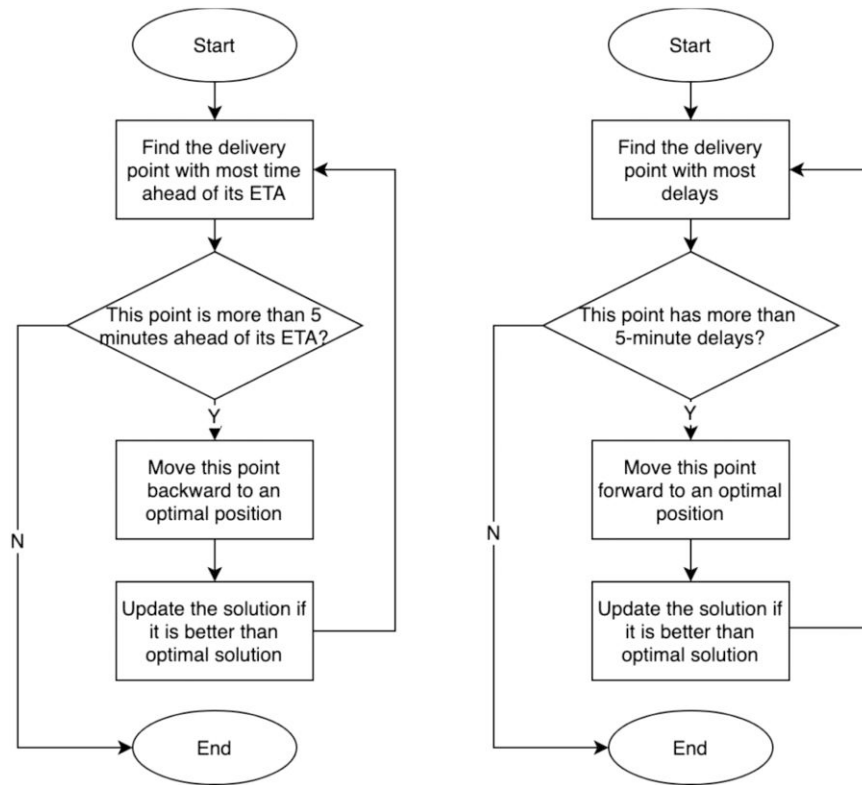 Start
Find the delivery
point with most time
ahead of its ETA
This point is more than 5
minutes ahead of its ETA?
Y
Move this point
backward to an
optimal position
N
Update the solution if
it is better than
optimal solution
End
Start
Find the delivery
point with most
delays
This point has more than
5-minute delays?
Y
Move this point
forward to an optimal
position
N
Update the solution if
it is better than
optimal solution
End